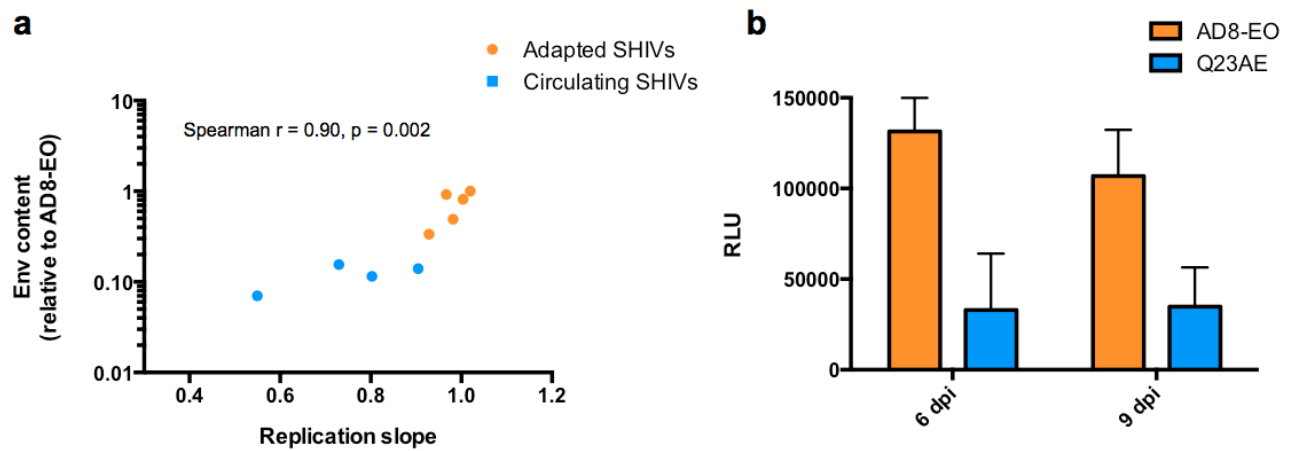 a
Adapted SHIVs
Circulating SHIVs
Spearman r = 0.90, p = 0.002
Env content
(relative to AD8-EO)
10
1
0.10
0.01
0.4 0.6 0.8 1.0 1.2
Replication slope
b
AD8-EO
Q23AE
RLU
150000
100000
50000
0
6 dpi
9 dpi